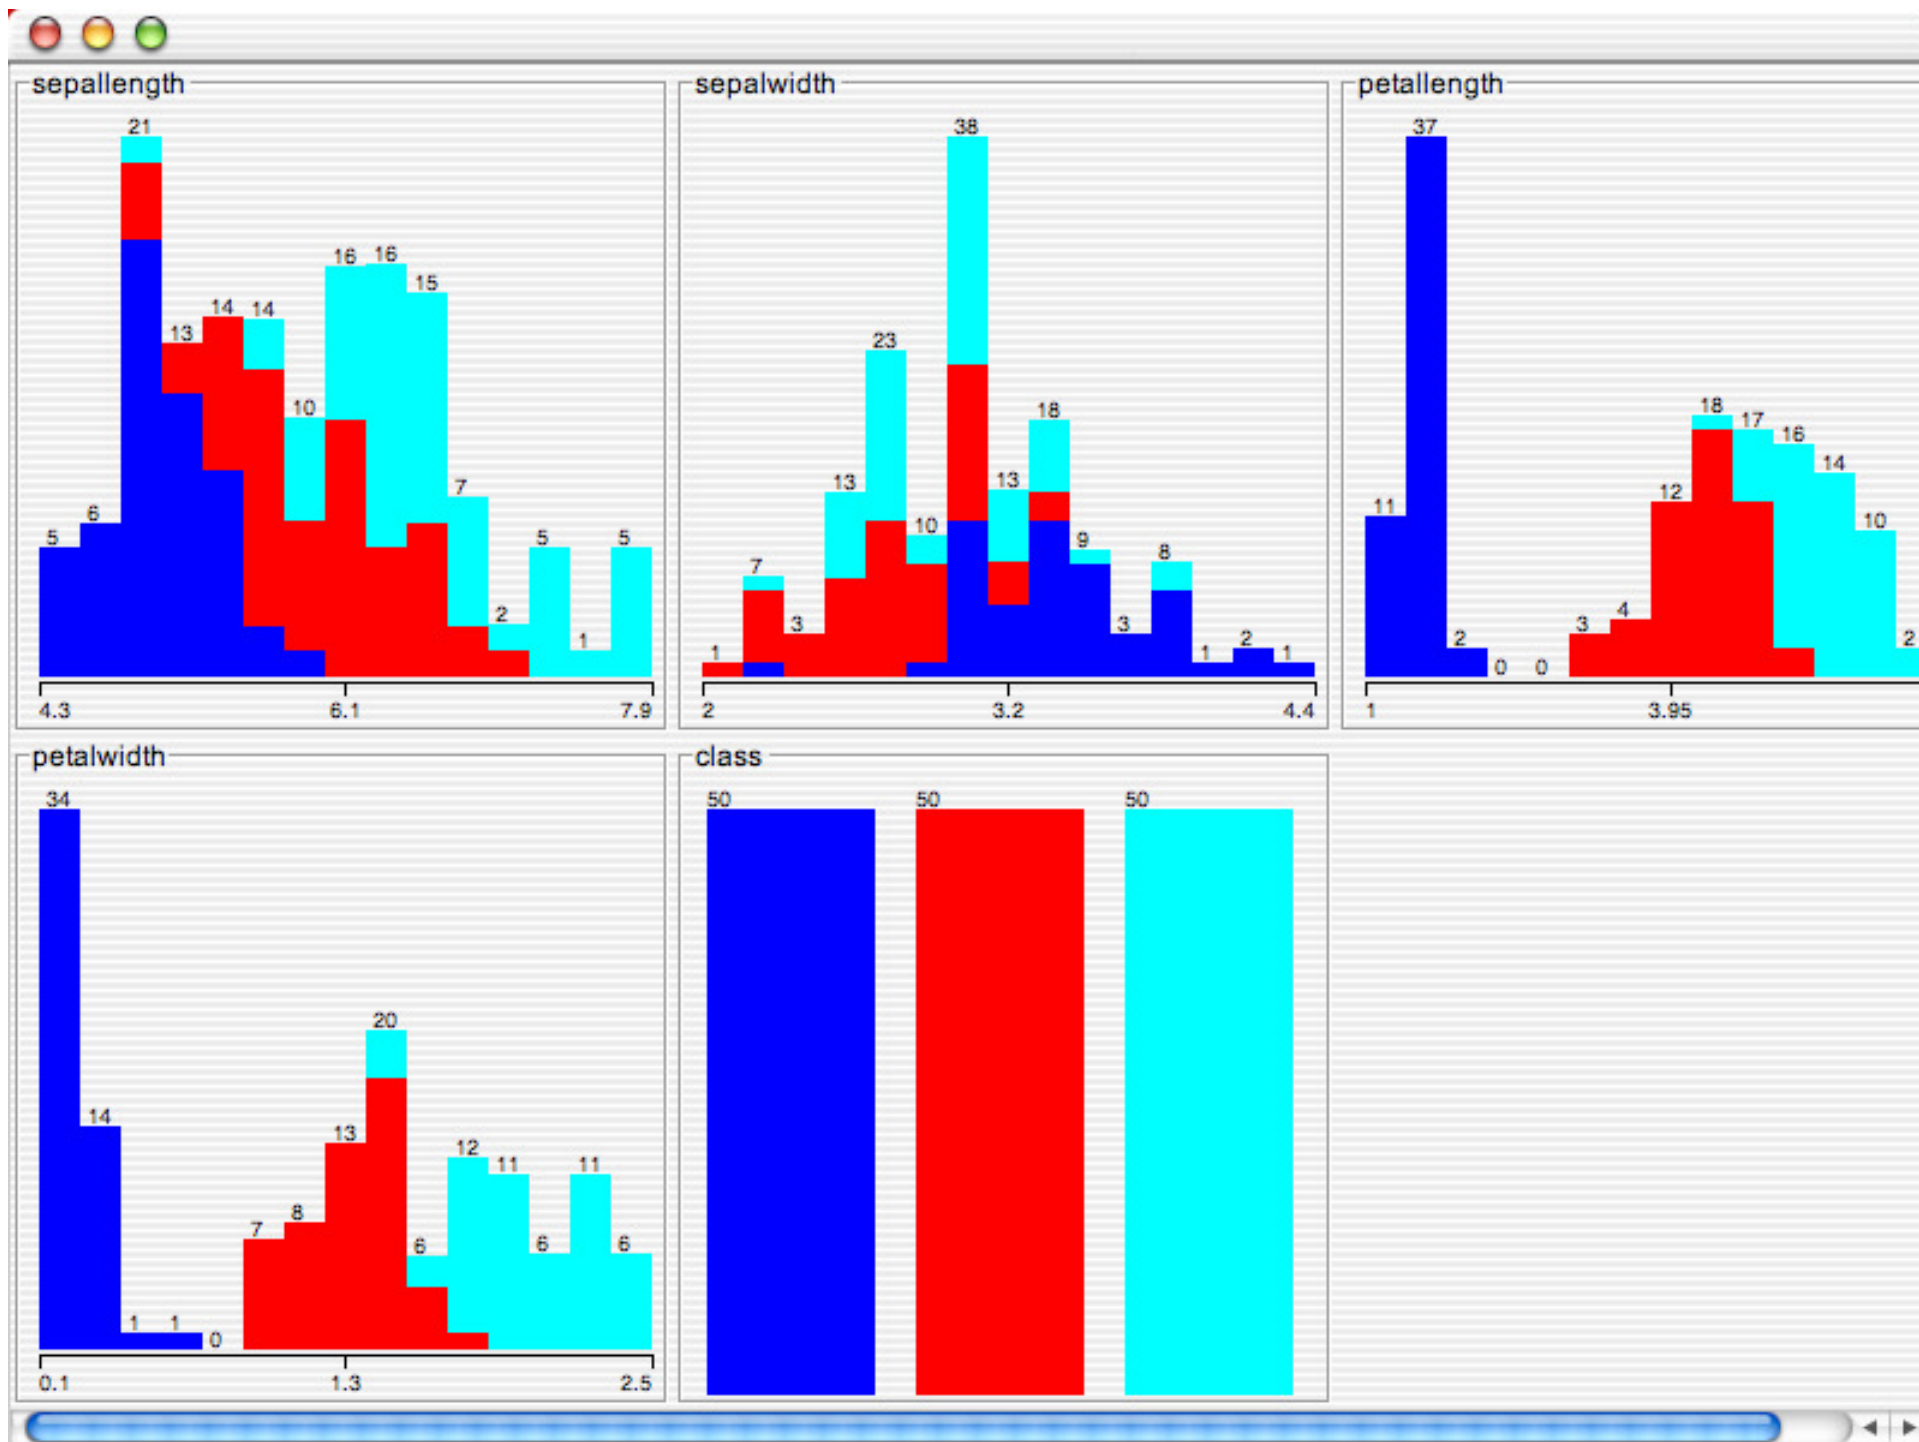 sepallength
5 6 21 13 14 14 10 16 16 15 7 2 5 1 5
4.3 6.1 7.9
sepalwidth
1 7 3 13 23 10 38 13 18 9 3 8 1 2 1
2 3.2 4.4
petallength
11 37 2 0 0 3 4 12 18 17 16 14 10 2
1 3.95
petalwidth
34 14 1 1 0 7 8 13 20 6 12 11 6 11 6
0.1 1.3 2.5
class
50 50 50